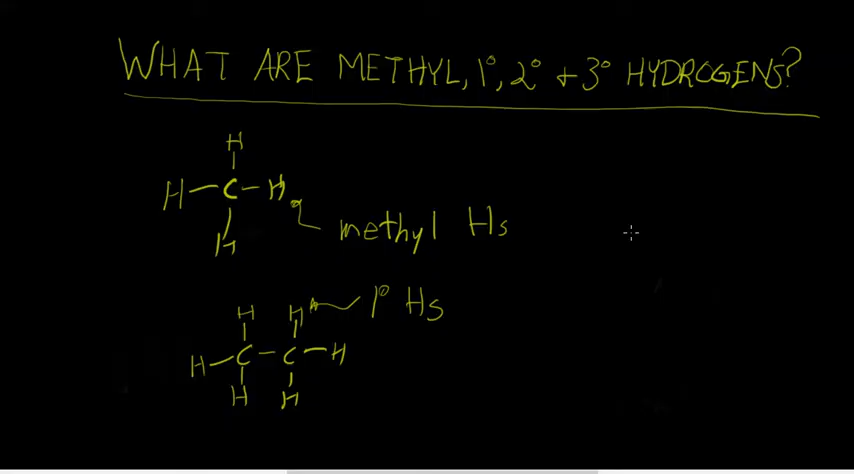 WHAT ARE METHYL, 1°, 2° + 3° HYDROGENS?
H
H-C-H
H
methyl Hs
1° Hs
H H
H-C-C-H
H H